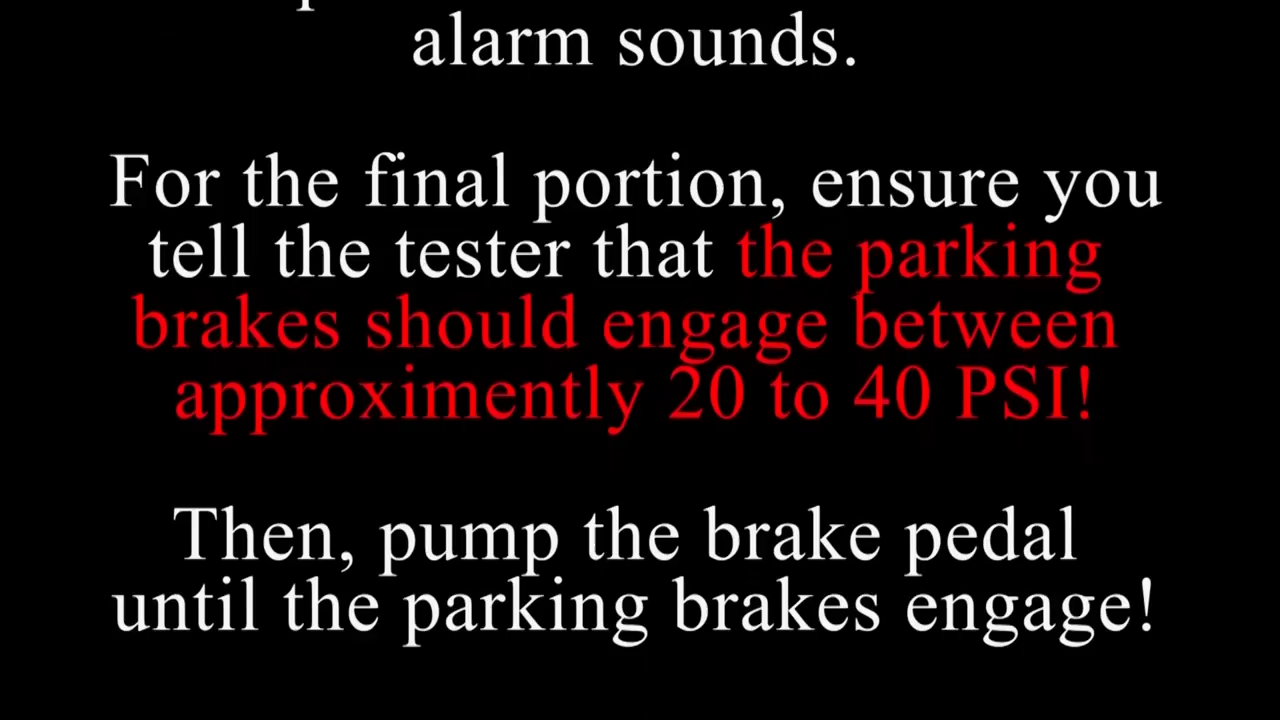 alarm sounds.
For the final portion, ensure you
tell the tester that the parking
brakes should engage between
approximently 20 to 40 PSI!
Then, pump the brake pedal
until the parking brakes engage!